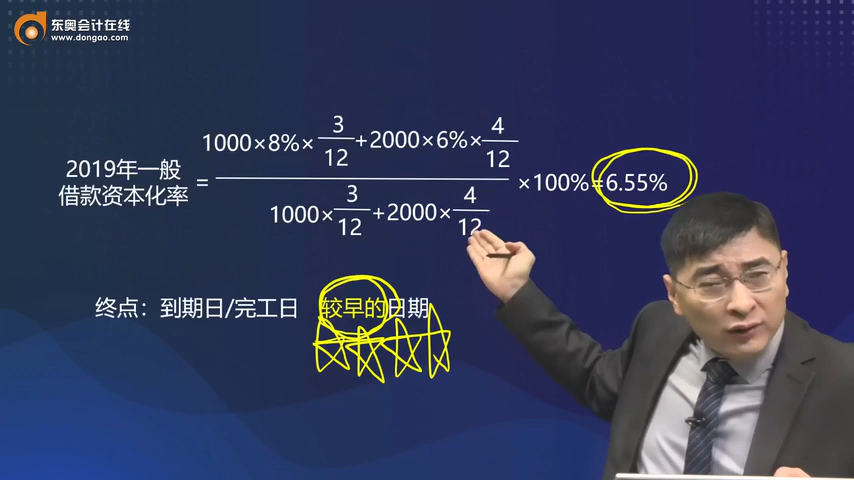 东奥会计在线
www.dongao.com
2019年一般
借款资本化率 = (1000×8%×3/12+2000×6%×4/12)/(1000×3/12+2000×4/12) ×100%=6.55%
终点：到期日/完工日 较早的日期